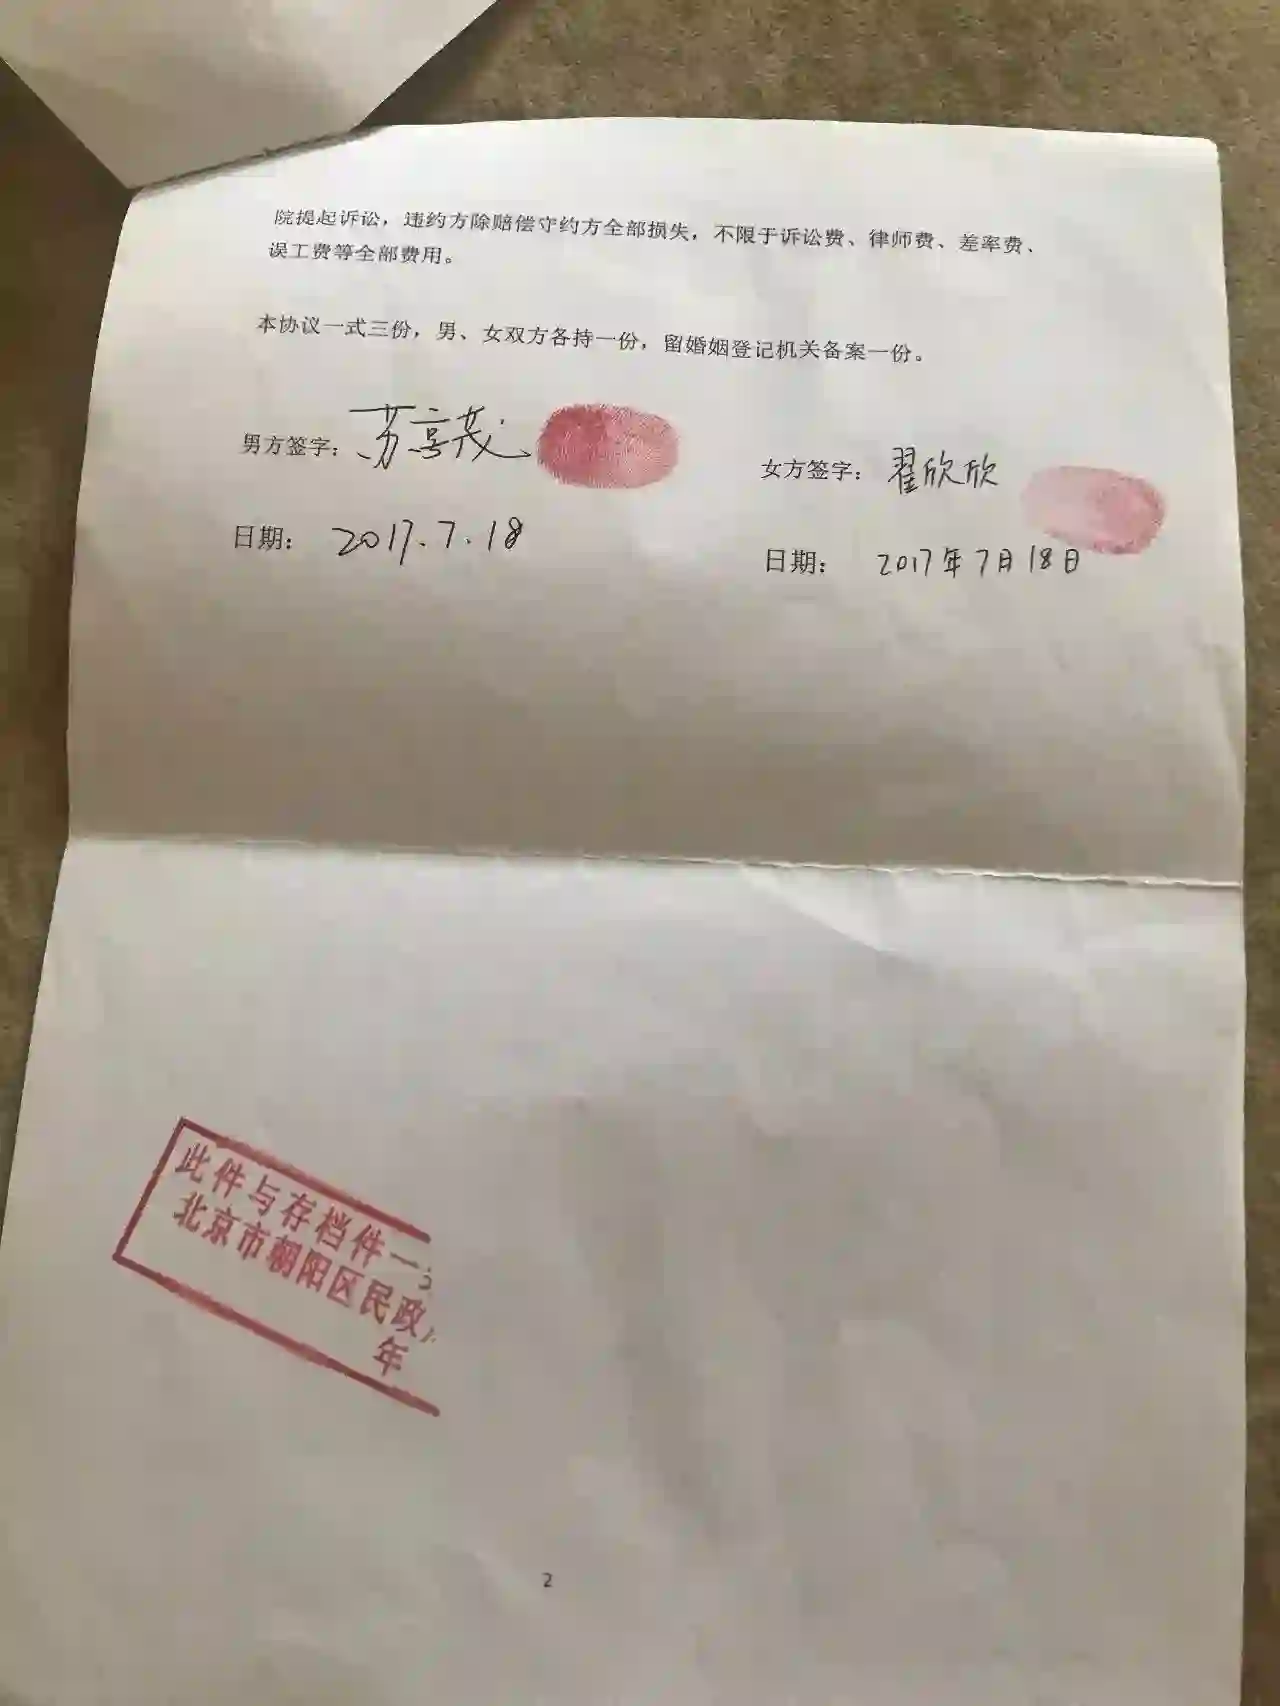 院提起诉讼，违约方除赔偿守约方全部损失，不限于诉讼费、律师费、差率费、
误工费等全部费用。
本协议一式三份，男、女双方各持一份，留婚姻登记机关备案一份。
男方签字： 苏享茂
女方签字： 翟欣欣
日期： 2017.7.18
日期： 2017年7月18日
此件与存档件一
北京市朝阳区民政
年
2